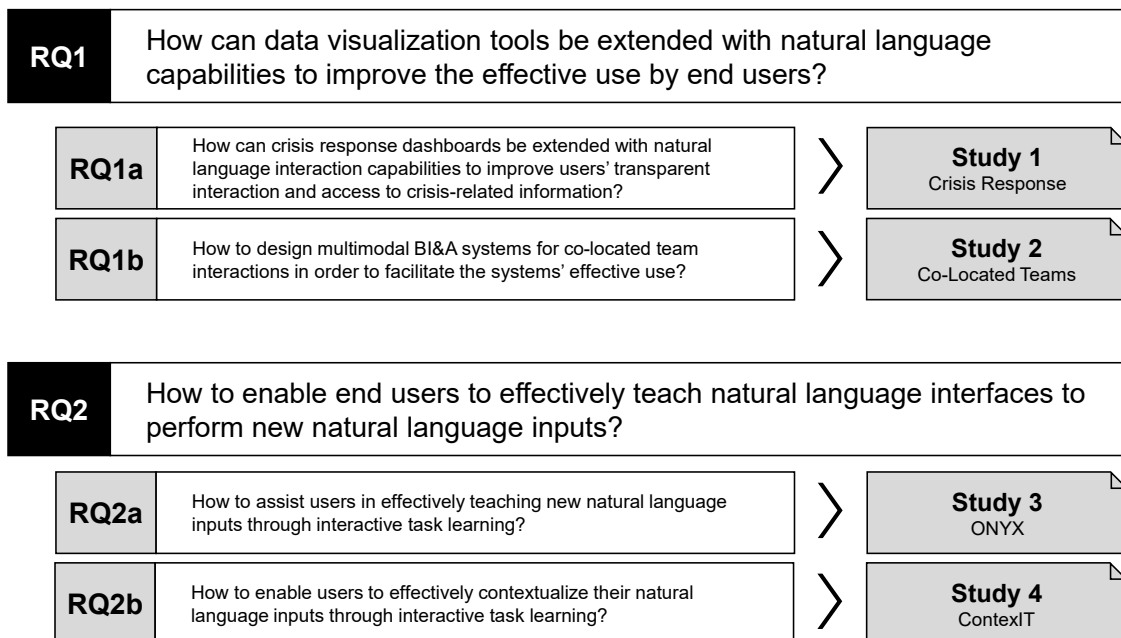 RQ1
How can data visualization tools be extended with natural language
capabilities to improve the effective use by end users?
RQ1a
How can crisis response dashboards be extended with natural
language interaction capabilities to improve users' transparent
interaction and access to crisis-related information?
Study 1
Crisis Response
RQ1b
How to design multimodal BI&A systems for co-located team
interactions in order to facilitate the systems' effective use?
Study 2
Co-Located Teams
RQ2
How to enable end users to effectively teach natural language interfaces to
perform new natural language inputs?
RQ2a
How to assist users in effectively teaching new natural language
inputs through interactive task learning?
Study 3
ONYX
RQ2b
How to enable users to effectively contextualize their natural
language inputs through interactive task learning?
Study 4
ContexIT